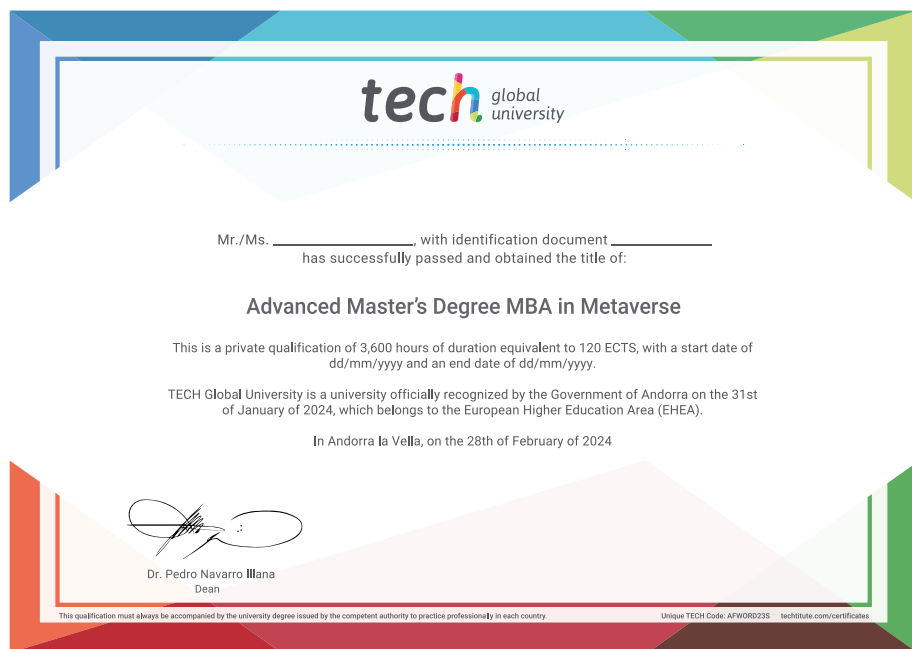 tech global university
Mr./Ms. ____________________, with identification document ______________
has successfully passed and obtained the title of:
Advanced Master's Degree MBA in Metaverse
This is a private qualification of 3,600 hours of duration equivalent to 120 ECTS, with a start date of
dd/mm/yyyy and an end date of dd/mm/yyyy.
TECH Global University is a university officially recognized by the Government of Andorra on the 31st
of January of 2024, which belongs to the European Higher Education Area (EHEA).
In Andorra la Vella, on the 28th of February of 2024
Dr. Pedro Navarro Illana
Dean
This qualification must always be accompanied by the university degree issued by the competent authority to practice professionally in each country. Unique TECH Code: AFWORD23S techtitute.com/certificates